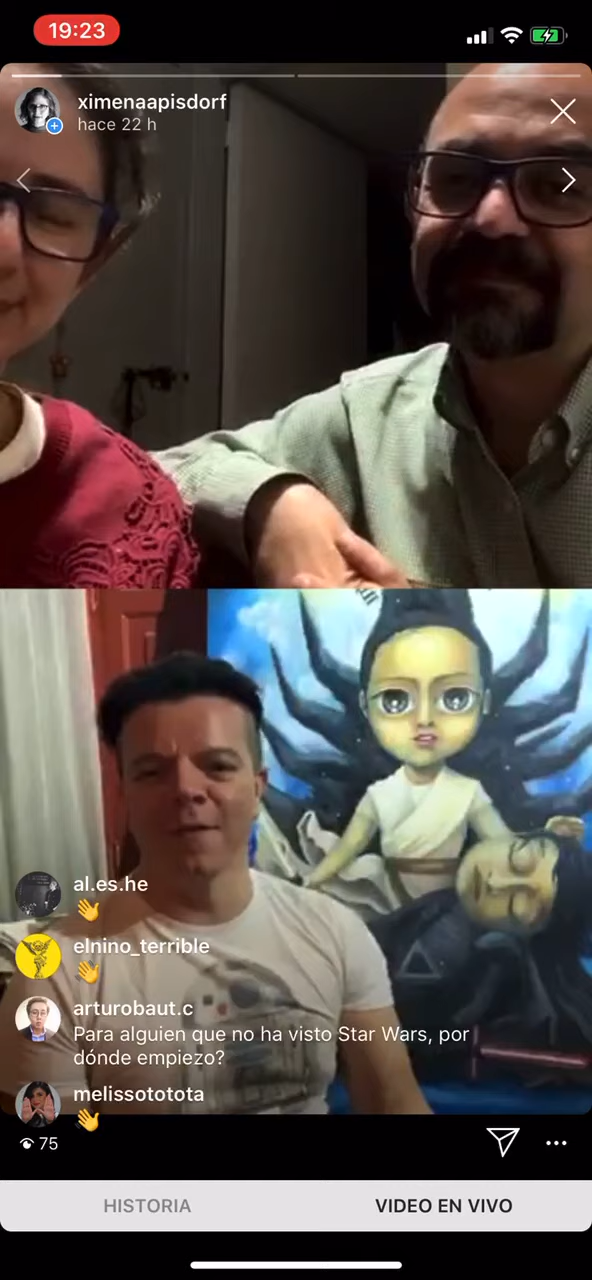 19:23
ximenaapisdorf
hace 22 h
al.es.he
👋
elnino_terrible
👋
arturobaut.c
Para alguien que no ha visto Star Wars, por
dónde empiezo?
melissototota
👋
75
HISTORIA
VIDEO EN VIVO